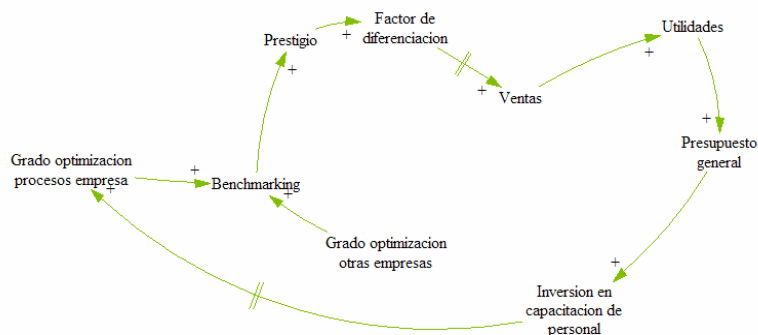 Factor de
diferenciacion
+
Prestigio
+
+
Utilidades
+
+
Ventas
+
Presupuesto
general
Grado optimizacion
procesos empresa
+
+
Benchmarking
+
Grado optimizacion
otras empresas
+
Inversion en
capacitacion de
personal